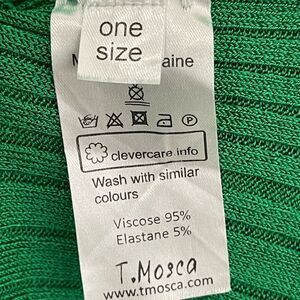 one
size
clevercare.info
Wash with similar
colours
Viscose 95%
Elastane 5%
T.Mosca
www.tmosca.com